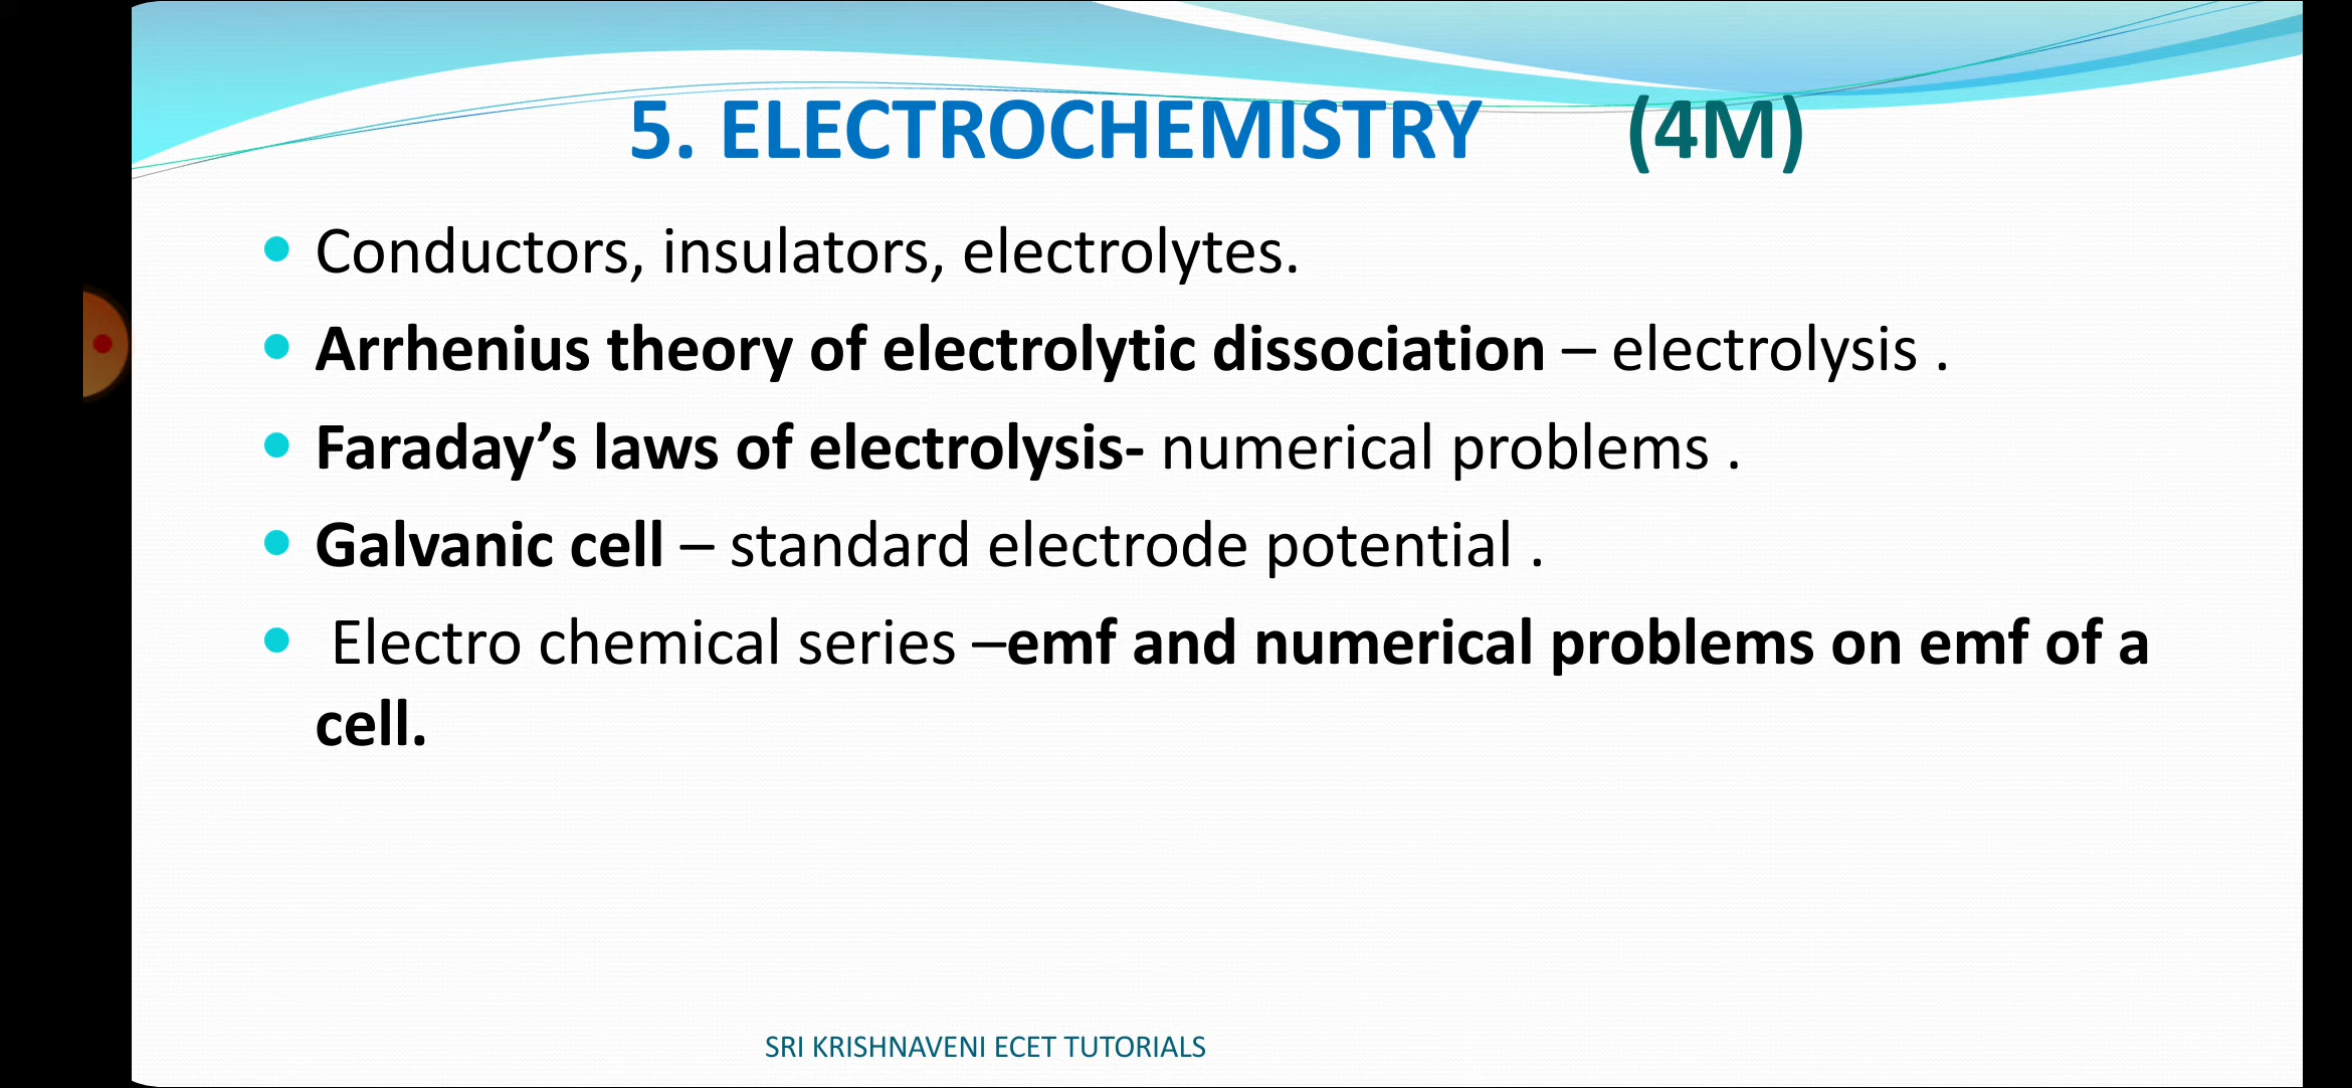 5. ELECTROCHEMISTRY (4M)
Conductors, insulators, electrolytes.
Arrhenius theory of electrolytic dissociation – electrolysis .
Faraday’s laws of electrolysis- numerical problems .
Galvanic cell – standard electrode potential .
Electro chemical series –emf and numerical problems on emf of a
cell.
SRI KRISHNAVENI ECET TUTORIALS